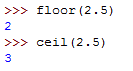 >>> floor(2.5)
2
>>> ceil(2.5)
3